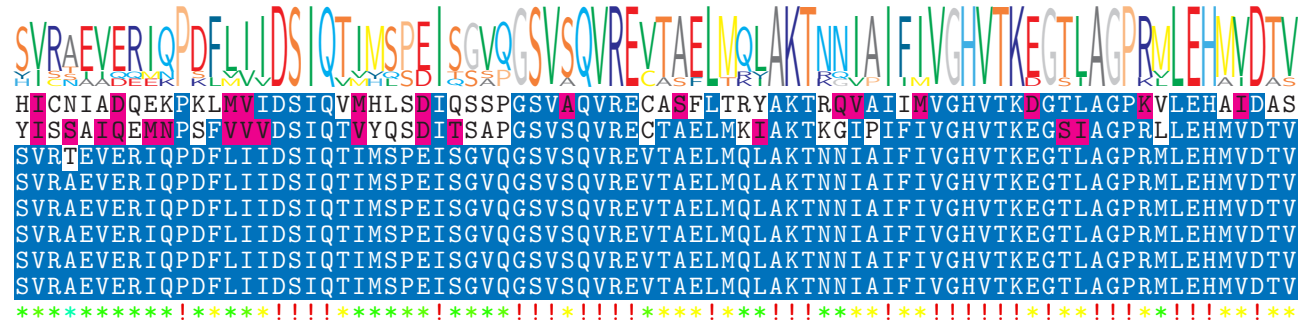 SVRAEVERIQPDFLIIDSIQTIMSPEISGVQGSVSQVREVTAELMQLAKTNNIAIFIVGHVTKEGTLAGPRMLEHMVDTV
HICNIADQEKPKLMVIDSIQVMHLSDIQSSPGSVAQVRECASFLTRYAKTRQVAIIMVGHVTKDGTLAGPKVLEHAIDAS
YISSAIQEMNPSFVVVDSIQTVYQSDITSAPGSVSQVRECTAELMKIAKTKGIPIFIVGHVTKEGSIAGPRLLEHMVDTV
SVRTEVERIQPDFLIIDSIQTIMSPEISGVQGSVSQVREVTAELMQLAKTNNIAIFIVGHVTKEGTLAGPRMLEHMVDTV
SVRAEVERIQPDFLIIDSIQTIMSPEISGVQGSVSQVREVTAELMQLAKTNNIAIFIVGHVTKEGTLAGPRMLEHMVDTV
SVRAEVERIQPDFLIIDSIQTIMSPEISGVQGSVSQVREVTAELMQLAKTNNIAIFIVGHVTKEGTLAGPRMLEHMVDTV
SVRAEVERIQPDFLIIDSIQTIMSPEISGVQGSVSQVREVTAELMQLAKTNNIAIFIVGHVTKEGTLAGPRMLEHMVDTV
SVRAEVERIQPDFLIIDSIQTIMSPEISGVQGSVSQVREVTAELMQLAKTNNIAIFIVGHVTKEGTLAGPRMLEHMVDTV
SVRAEVERIQPDFLIIDSIQTIMSPEISGVQGSVSQVREVTAELMQLAKTNNIAIFIVGHVTKEGTLAGPRMLEHMVDTV
**********!*****!!!!******!****!!!*!!!!****!***!!!****!**!!!!!!*!**!!!**!!!**!**